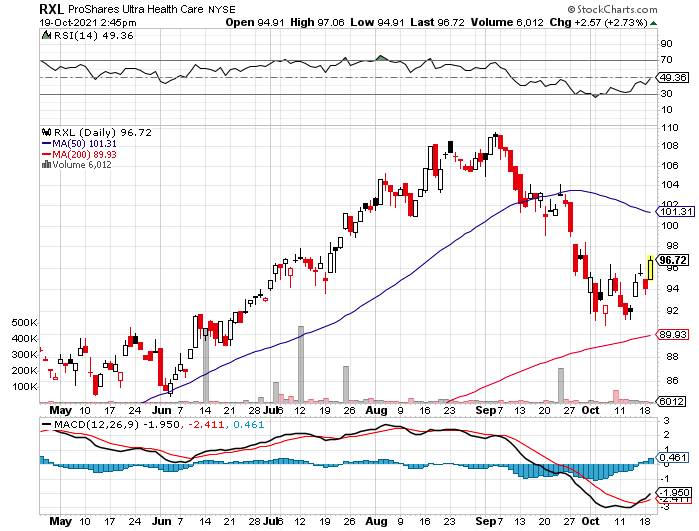 RXL ProShares Ultra Health Care NYSE © StockCharts.com
19-Oct-2021 2:45pm Open 94.91 High 97.06 Low 94.91 Last 96.72 Volume 6,012 Chg +2.57 (+2.73%)
RSI(14) 49.36
90
70
49.36
30
10
RXL (Daily) 96.72
MA(50) 101.31
MA(200) 89.93
Volume 6,012
110
108
106
104
102
101.31
100
98
96.72
96
94
92
89.93
88
86
6012
500K
400K
300K
200K
100K
May 10 17 24 Jun 7 14 21 28 Jul 6 12 19 26 Aug 9 16 23 Sep 7 13 20 27 Oct 11 18
MACD(12,26,9) -1.950, -2.411, 0.461
3
2
1
0.461
-1
-1.950
-2.411
-3
May 10 17 24 Jun 7 14 21 28 Jul 6 12 19 26 Aug 9 16 23 Sep 7 13 20 27 Oct 11 18